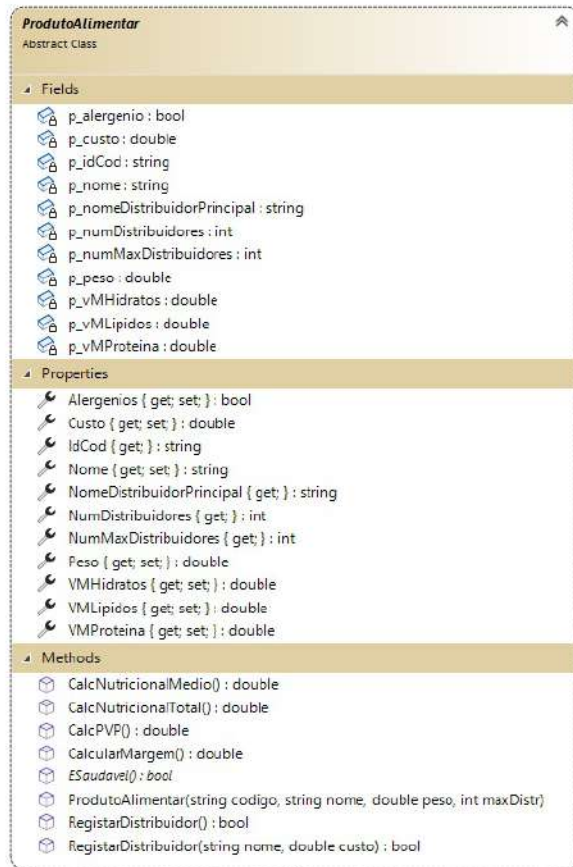 ProdutoAlimentar
Abstract Class
Fields
p_alergenio : bool
p_custo : double
p_idCod : string
p_nome : string
p_nomeDistribuidorPrincipal : string
p_numDistribuidores : int
p_numMaxDistribuidores : int
p_peso : double
p_vMHidratos : double
p_vMLipidos : double
p_vMProteina : double
Properties
Alergenios { get; set; } : bool
Custo { get; set; } : double
IdCod { get; } : string
Nome { get; set; } : string
NomeDistribuidorPrincipal { get; } : string
NumDistribuidores { get; } : int
NumMaxDistribuidores { get; } : int
Peso { get; set; } : double
VMHidratos { get; set; } : double
VMLipidos { get; set; } : double
VMProteina { get; set; } : double
Methods
CalcNutricionalMedio() : double
CalcNutricionalTotal() : double
CalcPVP() : double
CalcularMargem() : double
ESaudavel() : bool
ProdutoAlimentar(string codigo, string nome, double peso, int maxDistr)
RegistarDistribuidor() : bool
RegistarDistribuidor(string nome, double custo) : bool